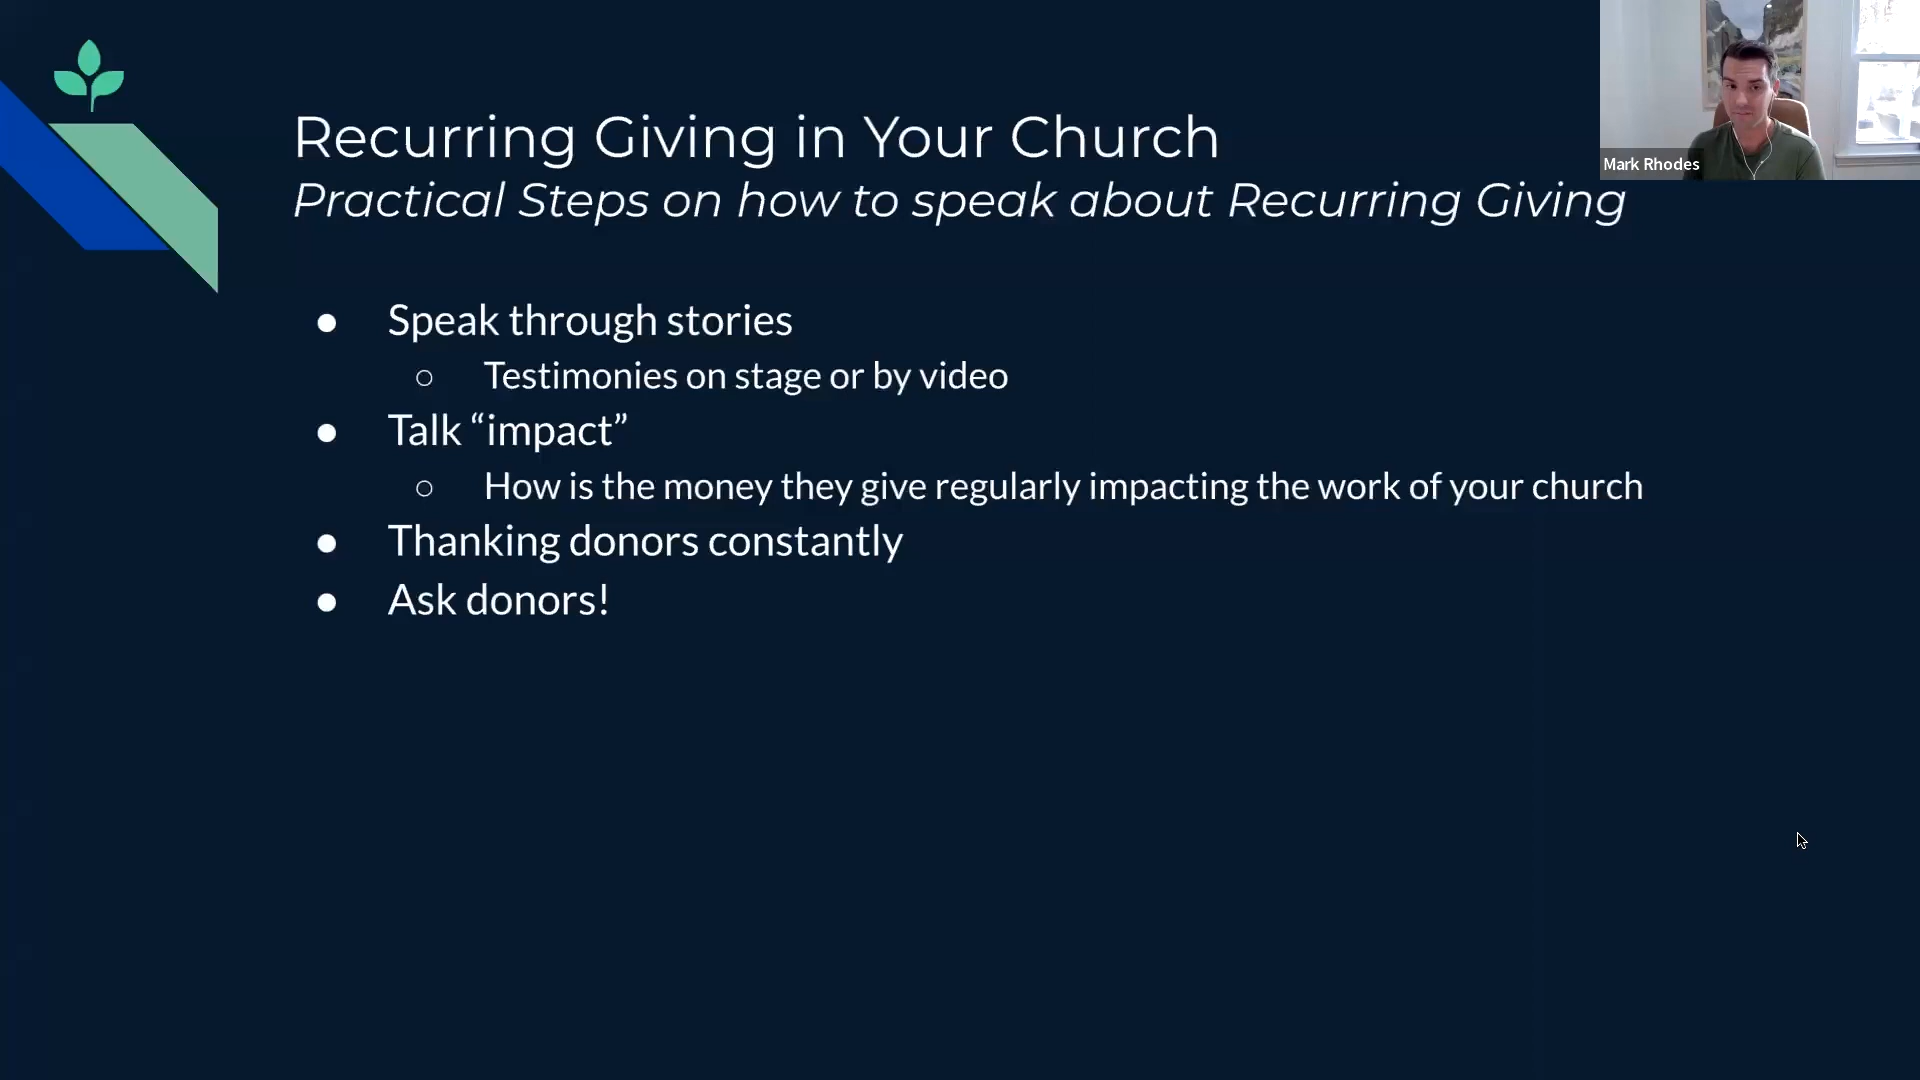 Recurring Giving in Your Church
Practical Steps on how to speak about Recurring Giving
Mark Rhodes
● Speak through stories
○ Testimonies on stage or by video
● Talk “impact”
○ How is the money they give regularly impacting the work of your church
● Thanking donors constantly
● Ask donors!